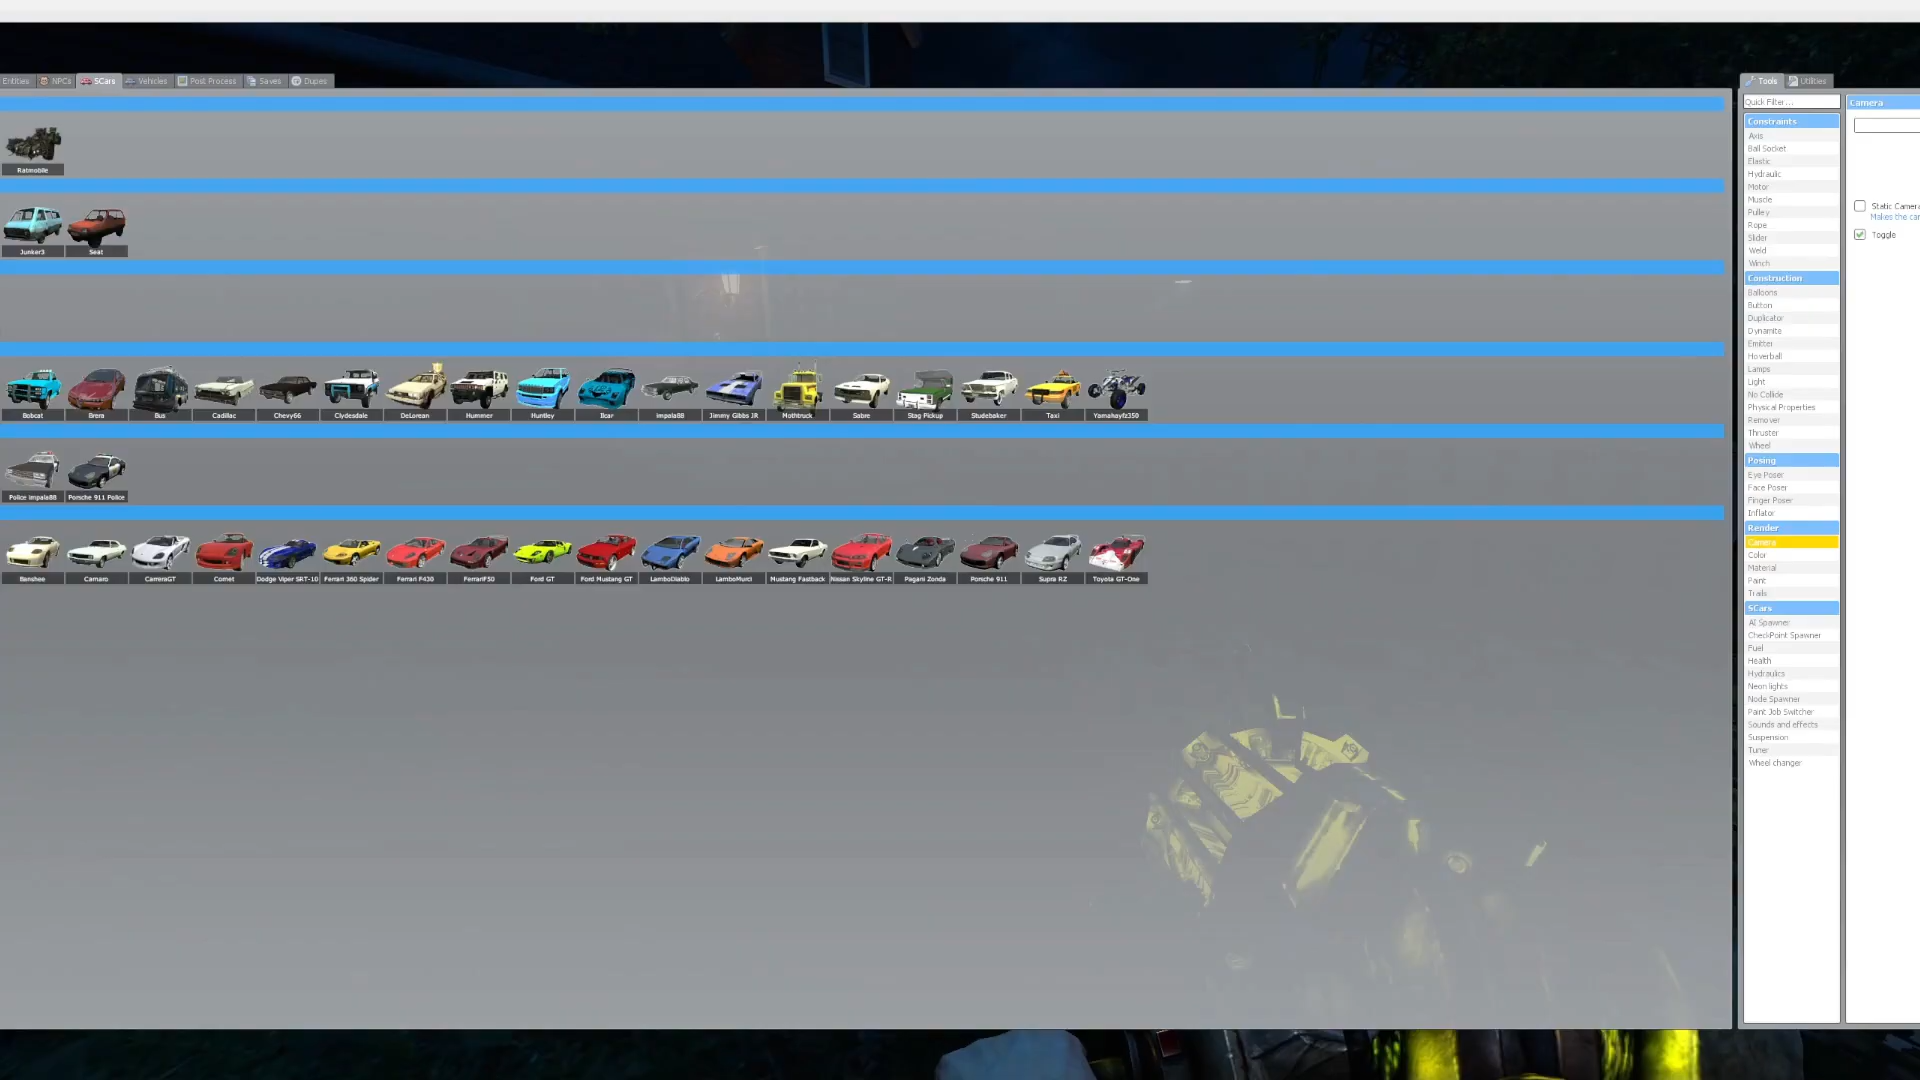 Entities NPCs SCars Vehicles Post Process Saves Dupes
Ratmobile
Junker3 Seat
Bobcat Brera Bus Cadillac Chevy66 Clydesdale DeLorean Hummer Huntley Ilcar Impala88 Jimmy Gibbs JR Mothtruck Sabre Stag Pickup Studebaker Taxi Yamahayfz350
Police Impala88 Porsche 911 Police
Banshee Camaro CarreraGT Comet Dodge Viper SRT-10 Ferrari 360 Spider Ferrari F430 FerrariF50 Ford GT Ford Mustang GT LamboDiablo LamboMurci Mustang Fastback Nissan Skyline GT-R Pagani Zonda Porsche 911 Supra RZ Toyota GT-One
Tools Utilities
Quick Filter...
Constraints
Axis
Ball Socket
Elastic
Hydraulic
Motor
Muscle
Pulley
Rope
Slider
Weld
Winch
Construction
Balloons
Button
Duplicator
Dynamite
Emitter
Hoverball
Lamps
Light
No Collide
Physical Properties
Remover
Thruster
Wheel
Posing
Eye Poser
Face Poser
Finger Poser
Inflator
Render
Camera
Color
Material
Paint
Trails
SCars
AI Spawner
CheckPoint Spawner
Fuel
Health
Hydraulics
Neon lights
Node Spawner
Paint Job Switcher
Sounds and effects
Suspension
Tuner
Wheel changer
Camera
Static Camera
Makes the ca
Toggle